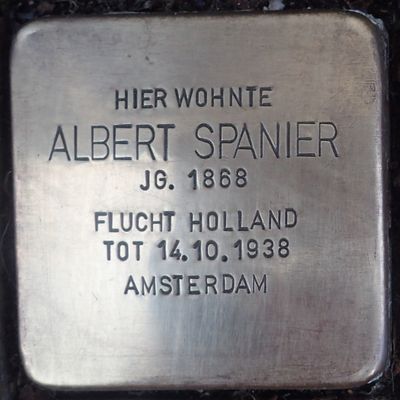 HIER WOHNTE
ALBERT SPANIER
JG. 1868
FLUCHT HOLLAND
TOT 14.10.1938
AMSTERDAM